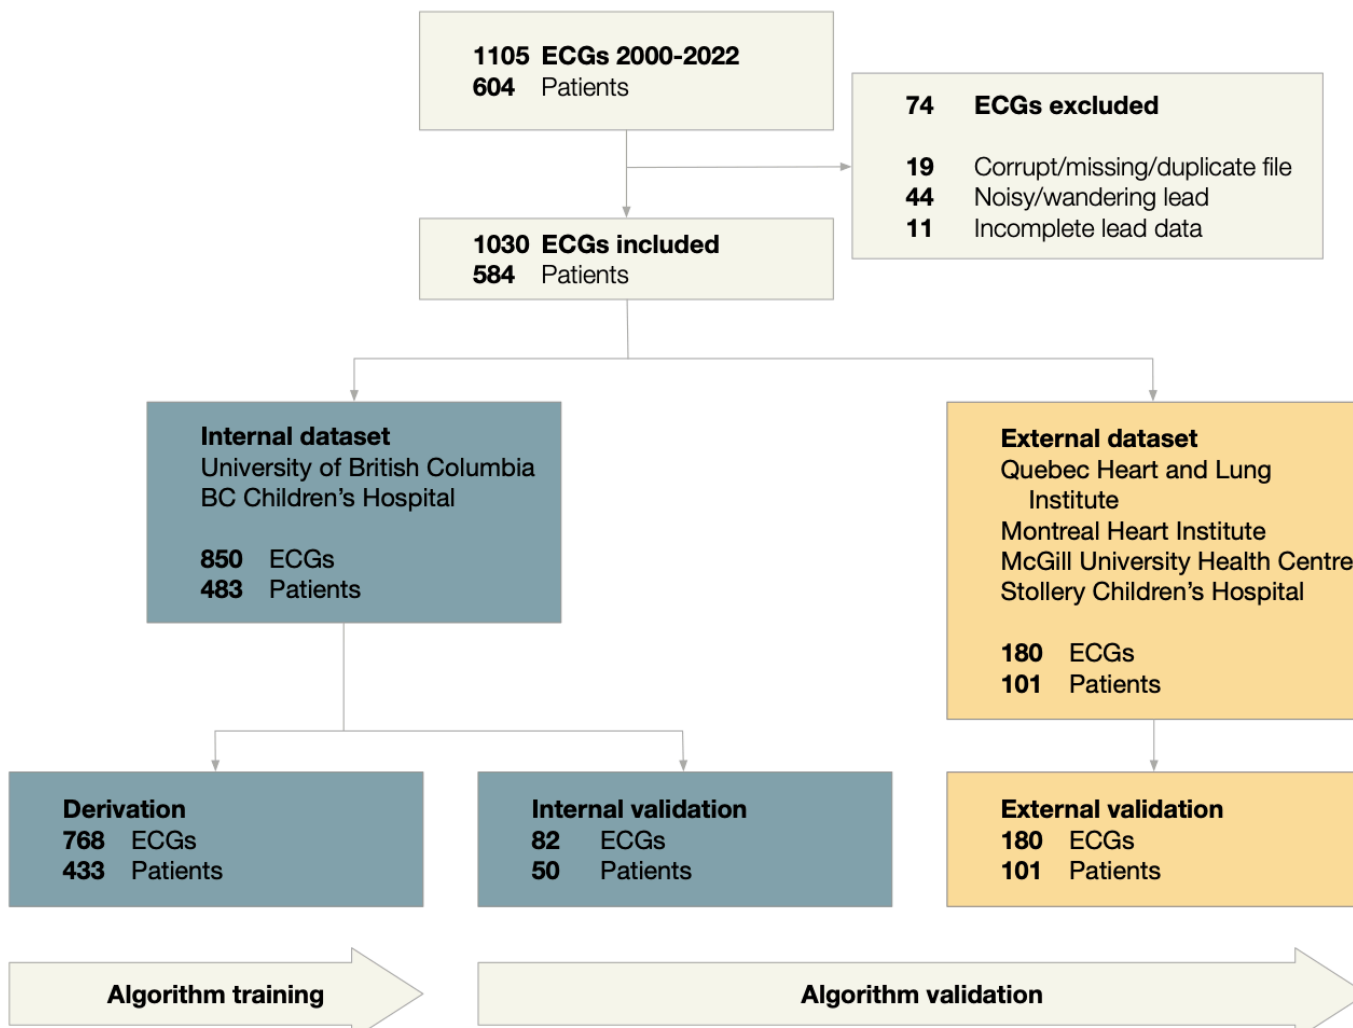 1105 ECGs 2000-2022
604 Patients
74 ECGs excluded
19 Corrupt/missing/duplicate file
44 Noisy/wandering lead
11 Incomplete lead data
1030 ECGs included
584 Patients
Internal dataset
University of British Columbia
BC Children's Hospital
850 ECGs
483 Patients
External dataset
Quebec Heart and Lung
Institute
Montreal Heart Institute
McGill University Health Centre
Stollery Children's Hospital
180 ECGs
101 Patients
Derivation
768 ECGs
433 Patients
Internal validation
82 ECGs
50 Patients
External validation
180 ECGs
101 Patients
Algorithm training
Algorithm validation